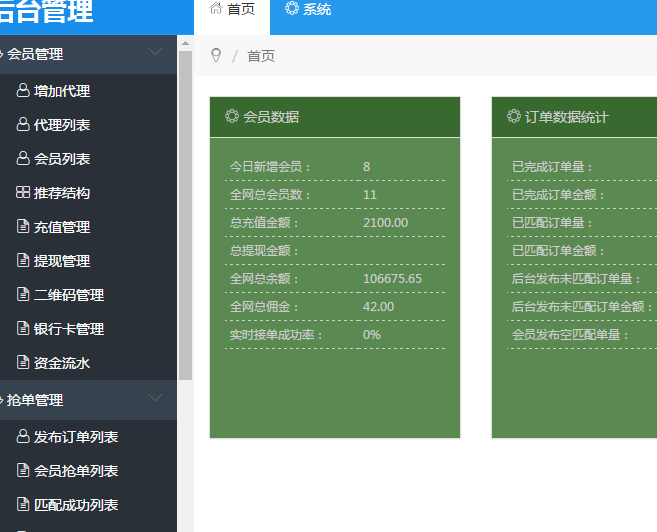 后台管理
首页
系统
/ 首页
会员管理
增加代理
代理列表
会员列表
推荐结构
充值管理
提现管理
二维码管理
银行卡管理
资金流水
抢单管理
发布订单列表
会员抢单列表
匹配成功列表
会员数据
今日新增会员： 8
全网总会员数： 11
总充值金额： 2100.00
总提现金额：
全网总余额： 106675.65
全网总佣金： 42.00
实时接单成功率： 0%
订单数据统计
已完成订单量：
已完成订单金额：
已匹配订单量：
已匹配订单金额：
后台发布未匹配订单量：
后台发布未匹配订单金额：
会员发布空匹配单量：